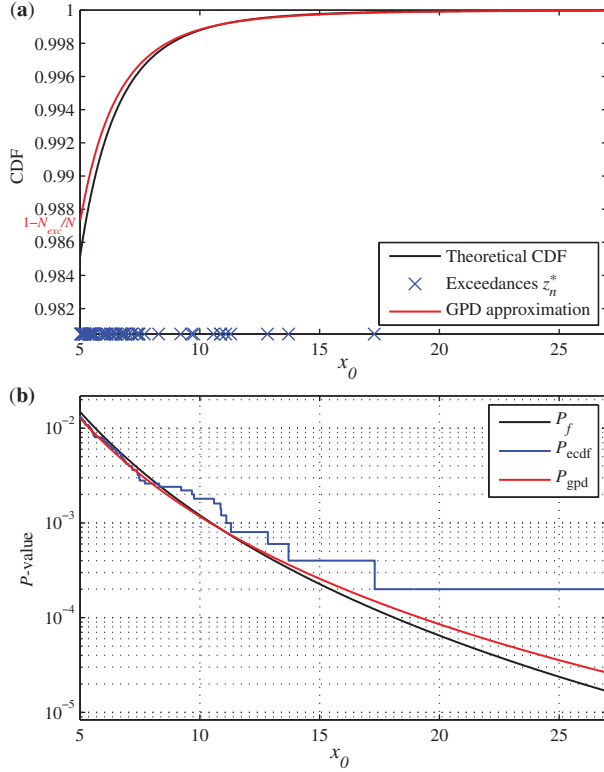 (a)
1
0.998
0.996
0.994
0.992
0.99
0.988
0.986
0.984
0.982
CDF
1−N_exc/N
Theoretical CDF
Exceedances z_n^*
GPD approximation
5 10 15 20 25
x_0
(b)
10^−2
10^−3
10^−4
10^−5
P-value
P_f
P_ecdf
P_gpd
5 10 15 20 25
x_0